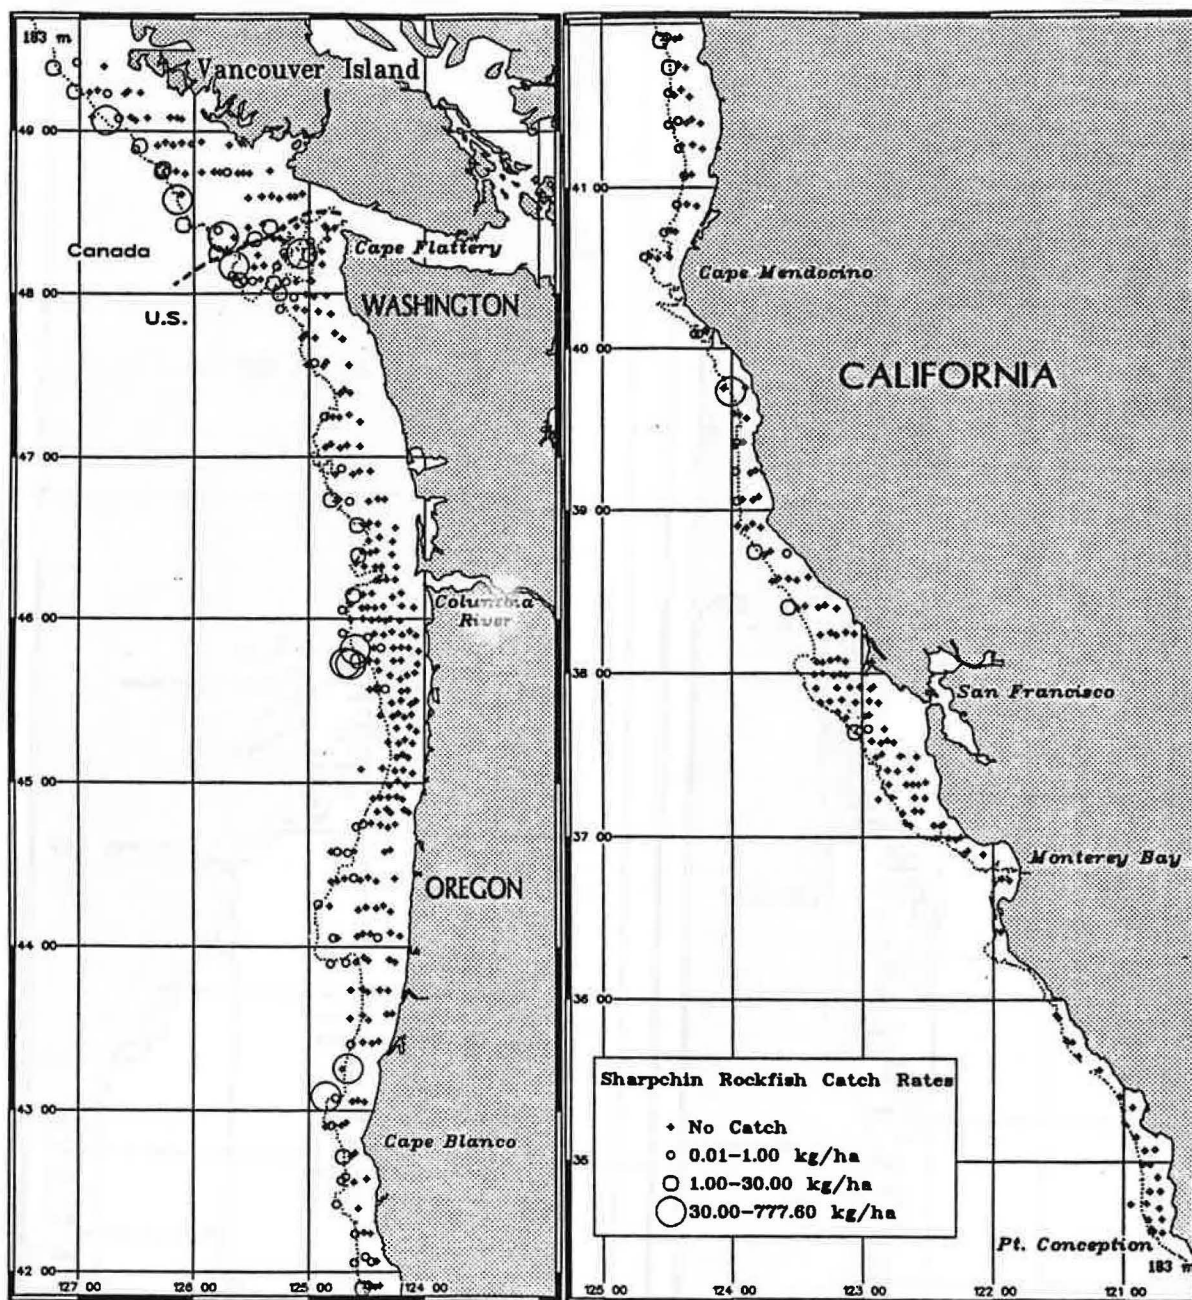 183 m
Vancouver Island
49 00
Canada
Cape Flattery
48 00
U.S.
WASHINGTON
47 00
46 00
Columbia
River
45 00
OREGON
44 00
43 00
Cape Blanco
42 00
127 00
126 00
125 00
124 00
41 00
Cape Mendocino
40 00
CALIFORNIA
39 00
38 00
San Francisco
37 00
Monterey Bay
36 00
Sharpchin Rockfish Catch Rates
No Catch
0.01-1.00 kg/ha
1.00-30.00 kg/ha
30.00-777.60 kg/ha
36 00
Pt. Conception
183 m
125 00
124 00
123 00
122 00
121 00